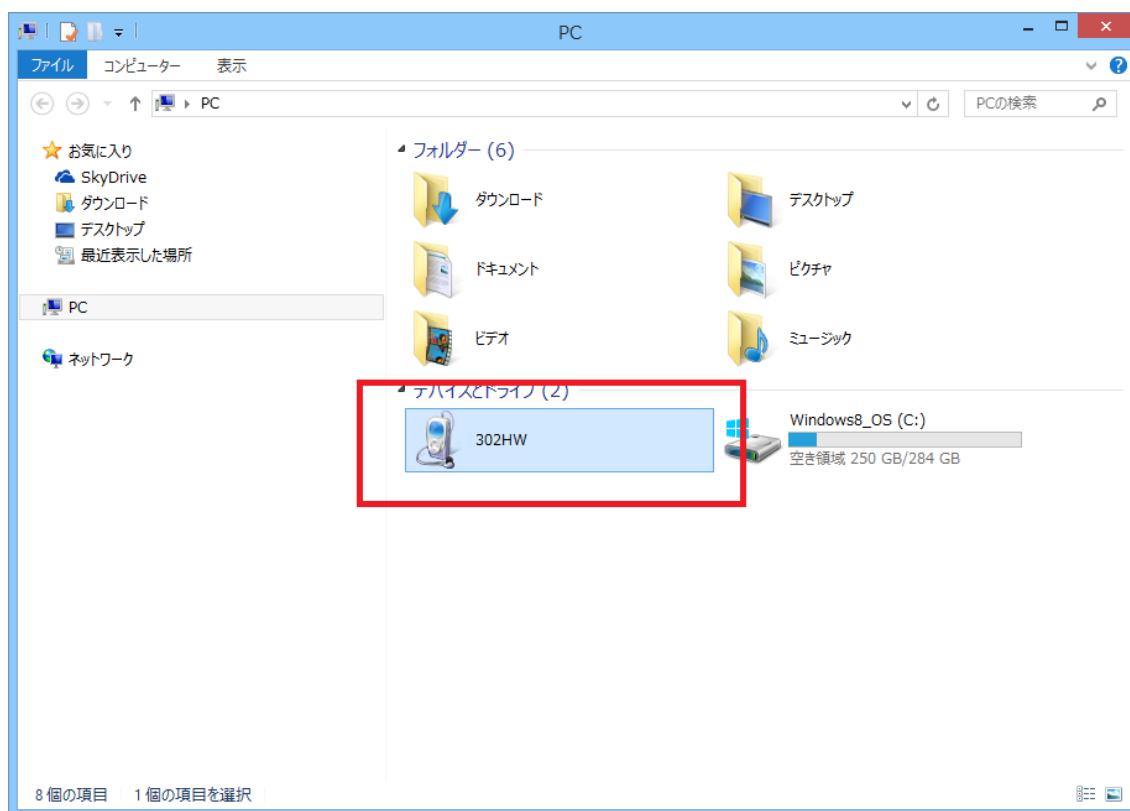 PC
ファイル コンピューター 表示
PC PCの検索
お気に入り
SkyDrive
ダウンロード
デスクトップ
最近表示した場所
PC
ネットワーク
フォルダー (6)
ダウンロード デスクトップ
ドキュメント ピクチャ
ビデオ ミュージック
デバイスとドライブ (2)
302HW
Windows8_OS (C:)
空き領域 250 GB/284 GB
8 個の項目 1 個の項目を選択